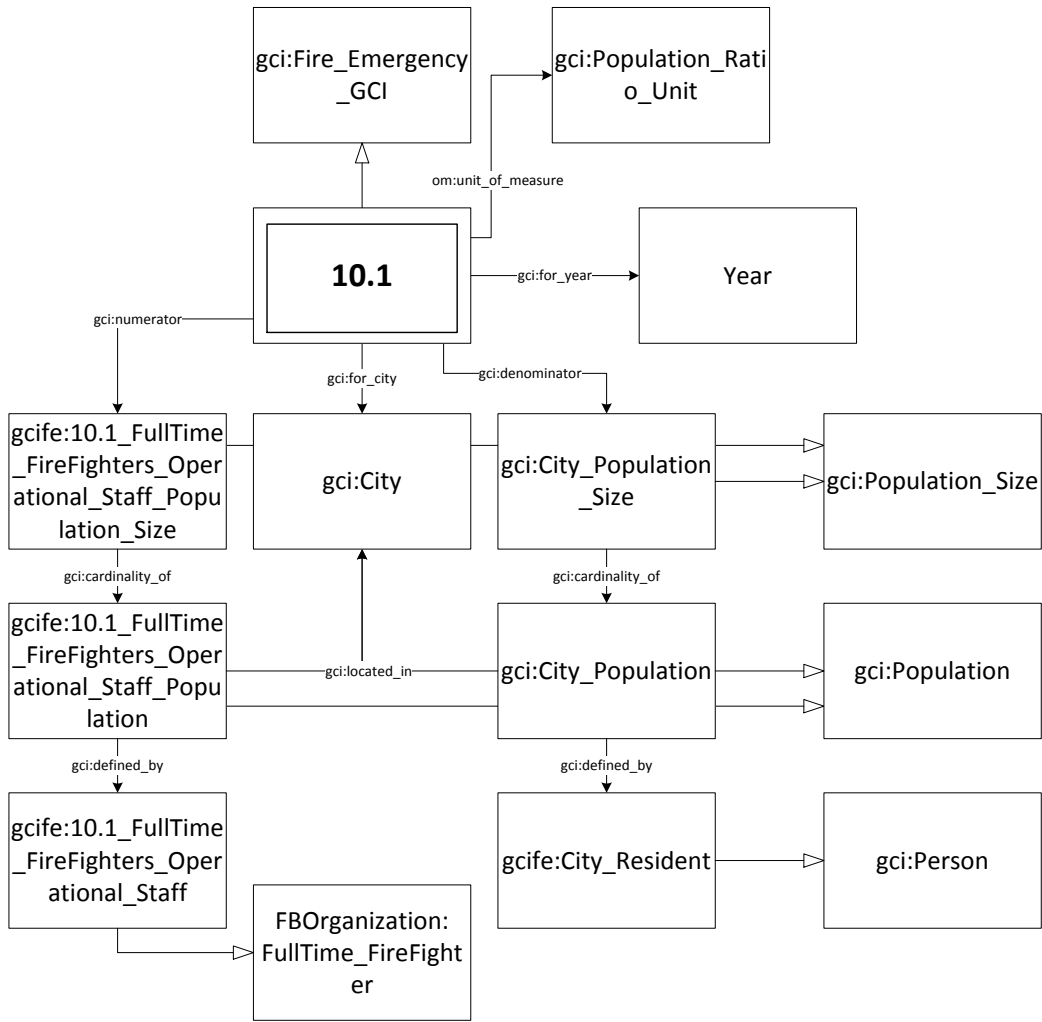 gci:Fire_Emergency
_GCI
gci:Population_Rati
o_Unit
om:unit_of_measure
10.1
gci:for_year
Year
gci:numerator
gci:for_city
gci:denominator
gcife:10.1_FullTime
_FireFighters_Oper
ational_Staff_Popu
lation_Size
gci:City
gci:City_Population
_Size
gci:Population_Size
gci:cardinality_of
gci:cardinality_of
gcife:10.1_FullTime
_FireFighters_Oper
ational_Staff_Popu
lation
gci:located_in
gci:City_Population
gci:Population
gci:defined_by
gci:defined_by
gcife:10.1_FullTime
_FireFighters_Oper
ational_Staff
gcife:City_Resident
gci:Person
FBOrganization:
FullTime_FireFight
er